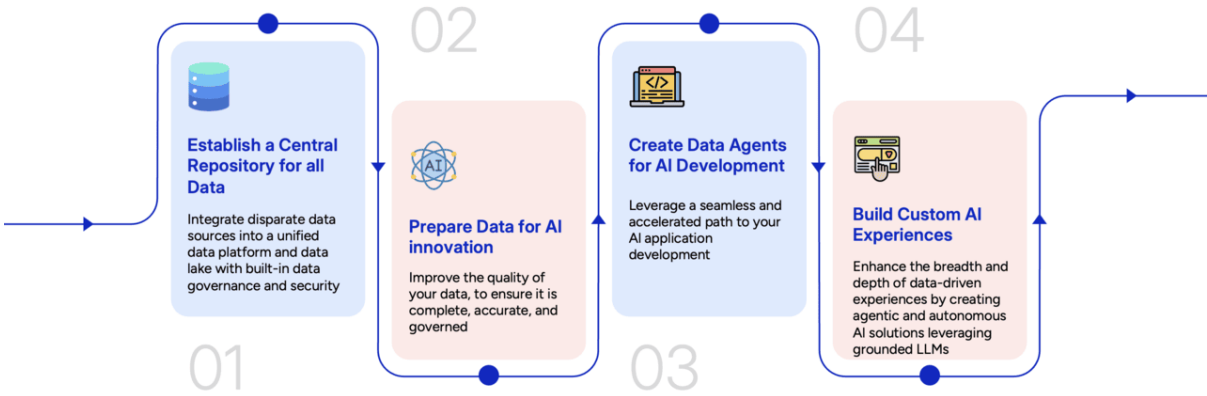 01
Establish a Central
Repository for all
Data
Integrate disparate data
sources into a unified
data platform and data
lake with built-in data
governance and security
02
AI
Prepare Data for AI
innovation
Improve the quality of
your data, to ensure it is
complete, accurate, and
governed
03
</>
Create Data Agents
for AI Development
Leverage a seamless and
accelerated path to your
AI application
development
04
Build Custom AI
Experiences
Enhance the breadth and
depth of data-driven
experiences by creating
agentic and autonomous
AI solutions leveraging
grounded LLMs